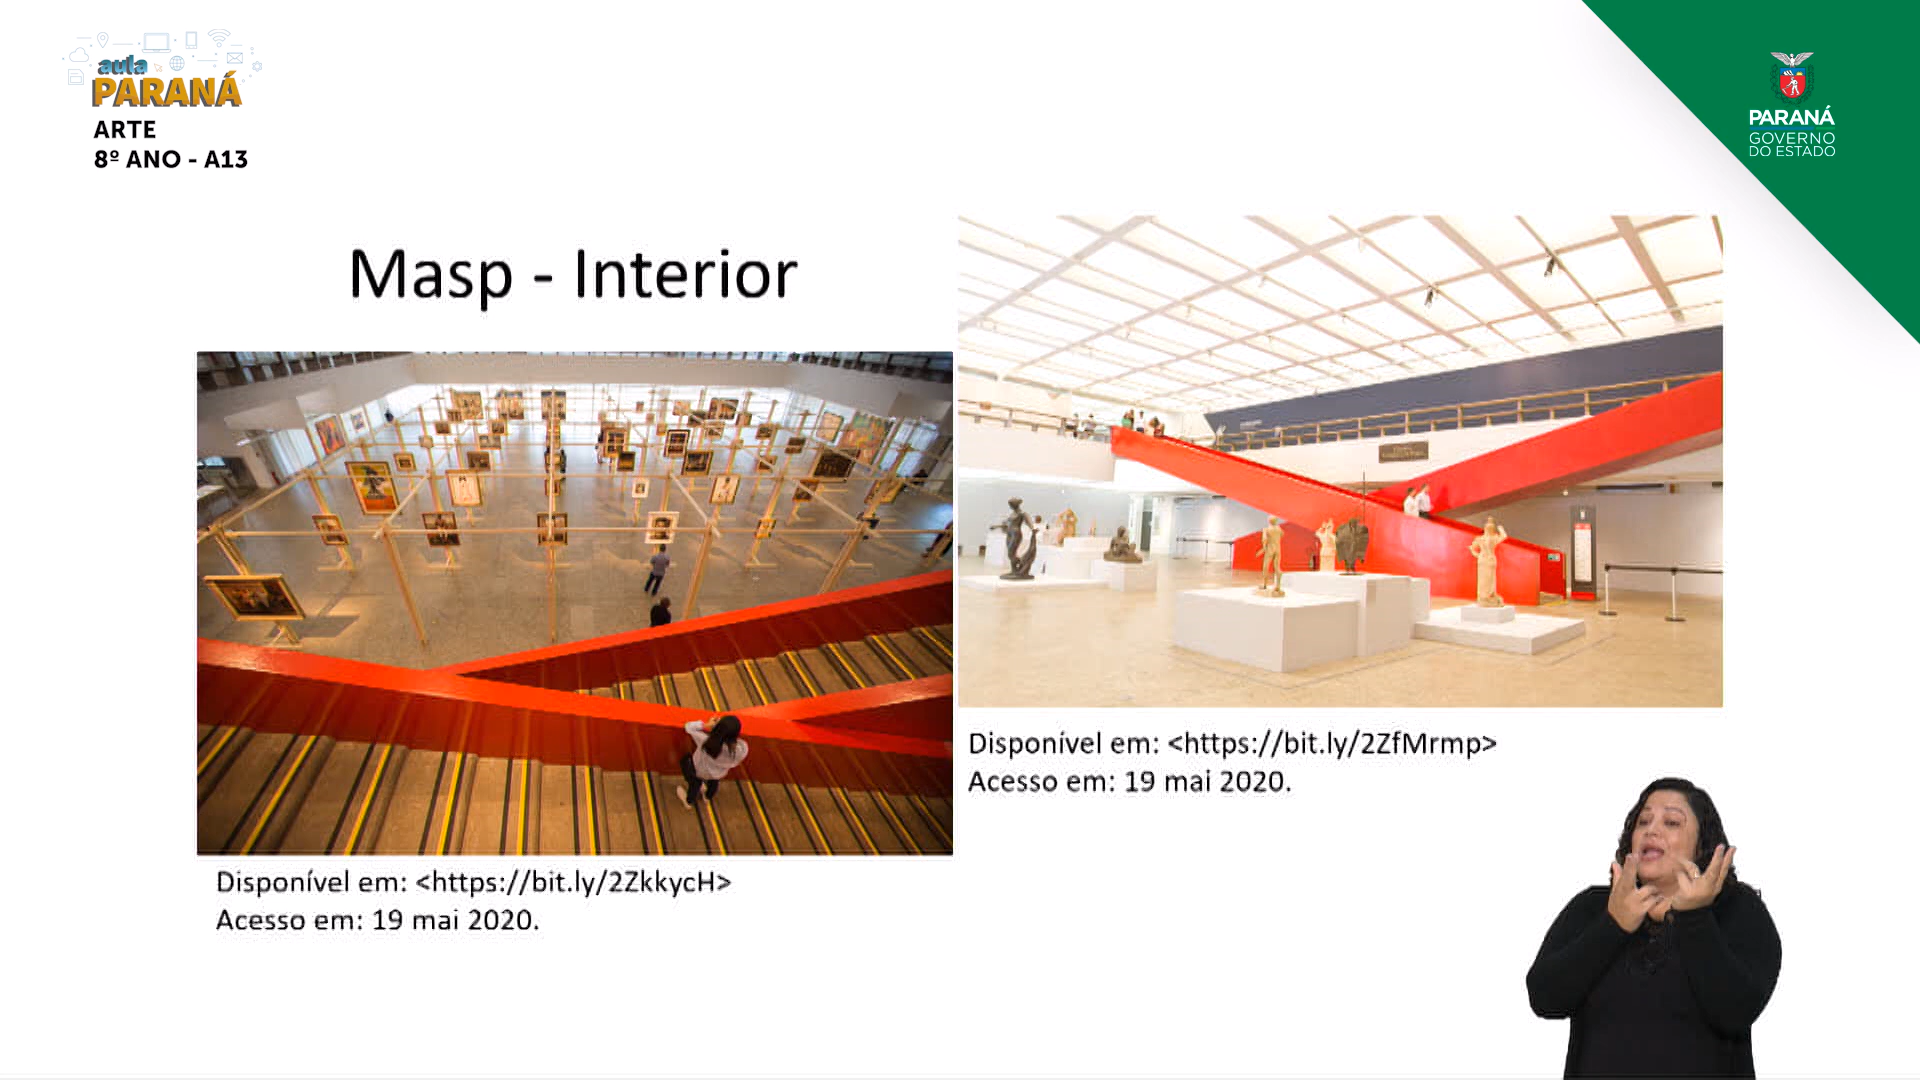 aula
PARANÁ
ARTE
8º ANO - A13
PARANÁ
GOVERNO
DO ESTADO
Masp - Interior
Disponível em: <https://bit.ly/2ZfMrmp>
Acesso em: 19 mai 2020.
Disponível em: <https://bit.ly/2ZkkycH>
Acesso em: 19 mai 2020.